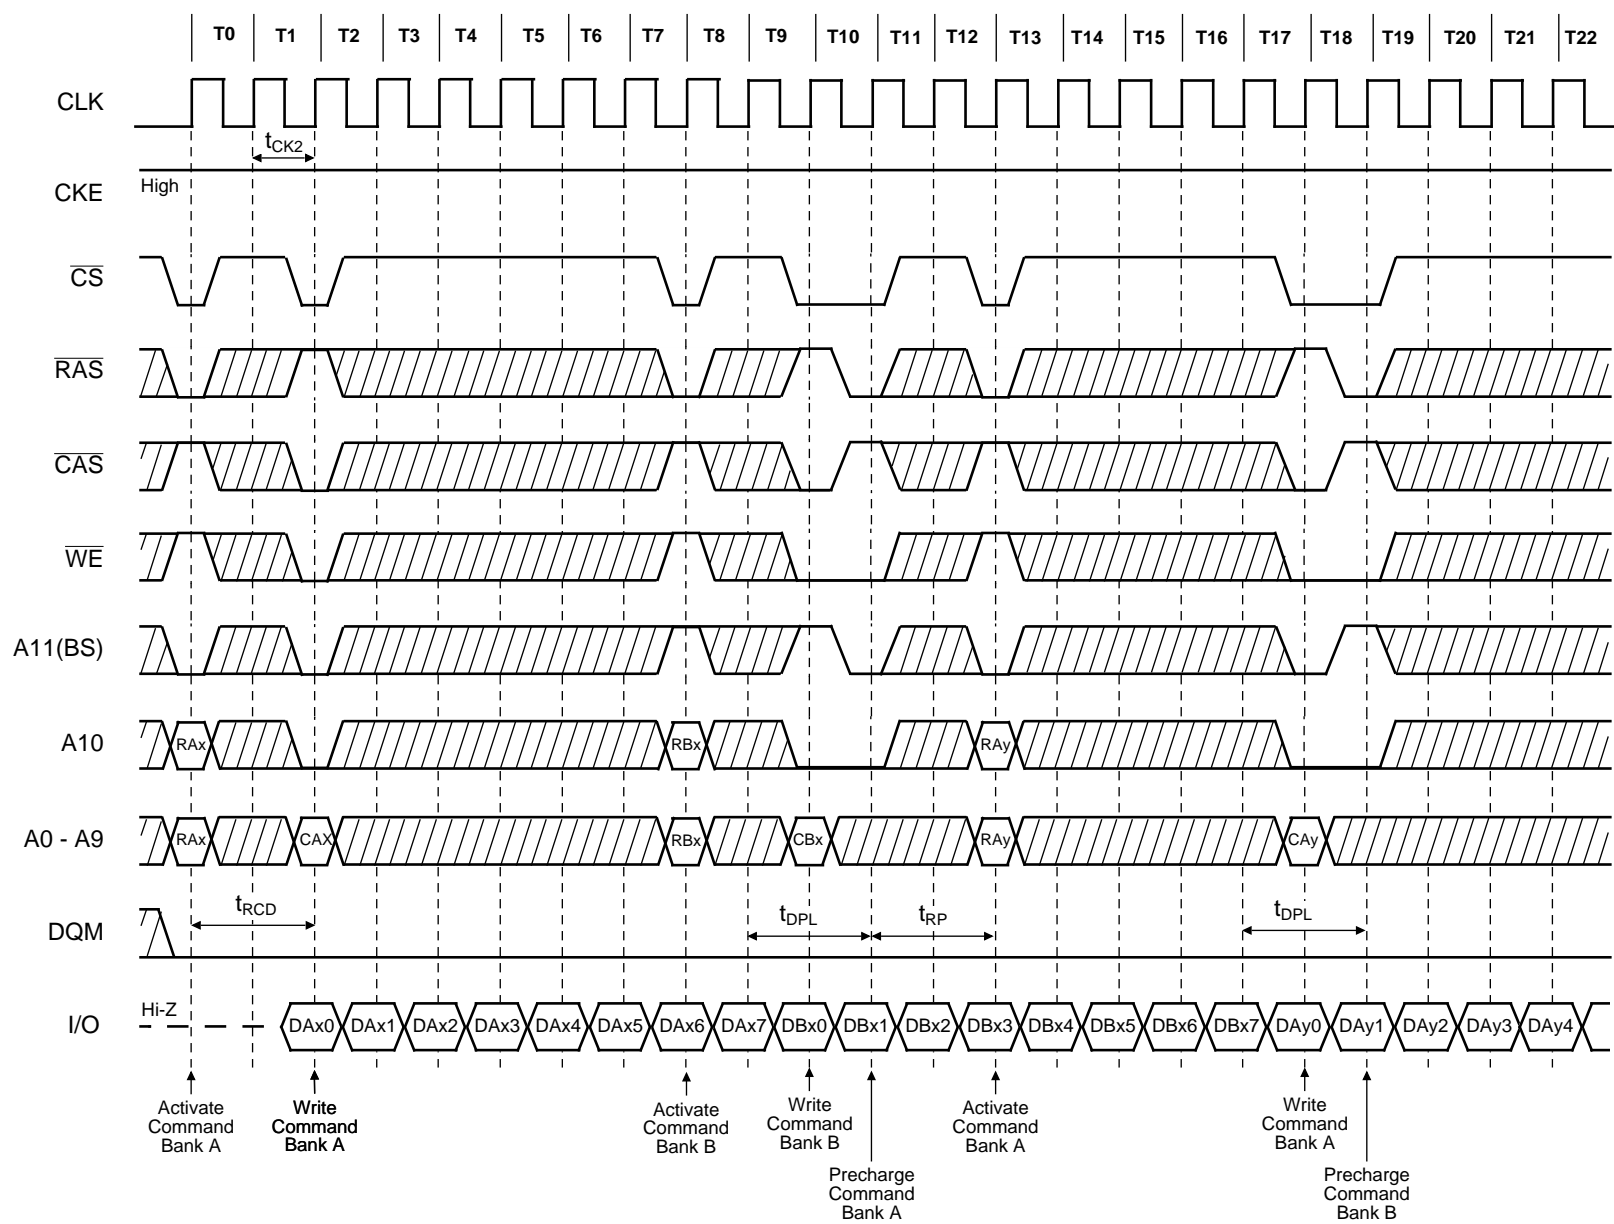 T0 T1 T2 T3 T4 T5 T6 T7 T8 T9 T10 T11 T12 T13 T14 T15 T16 T17 T18 T19 T20 T21 T22
CLK
tCK2
CKE High
CS
RAS
CAS
WE
A11(BS)
A10 RAx RBx RAy
A0 - A9 RAx CAX RBx CBx RAy CAy
DQM tRCD tDPL tRP tDPL
I/O Hi-Z DAx0 DAx1 DAx2 DAx3 DAx4 DAx5 DAx6 DAx7 DBx0 DBx1 DBx2 DBx3 DBx4 DBx5 DBx6 DBx7 DAy0 DAy1 DAy2 DAy3 DAy4
Activate
Command
Bank A
Write
Command
Bank A
Activate
Command
Bank B
Write
Command
Bank B
Precharge
Command
Bank A
Activate
Command
Bank A
Write
Command
Bank A
Precharge
Command
Bank B